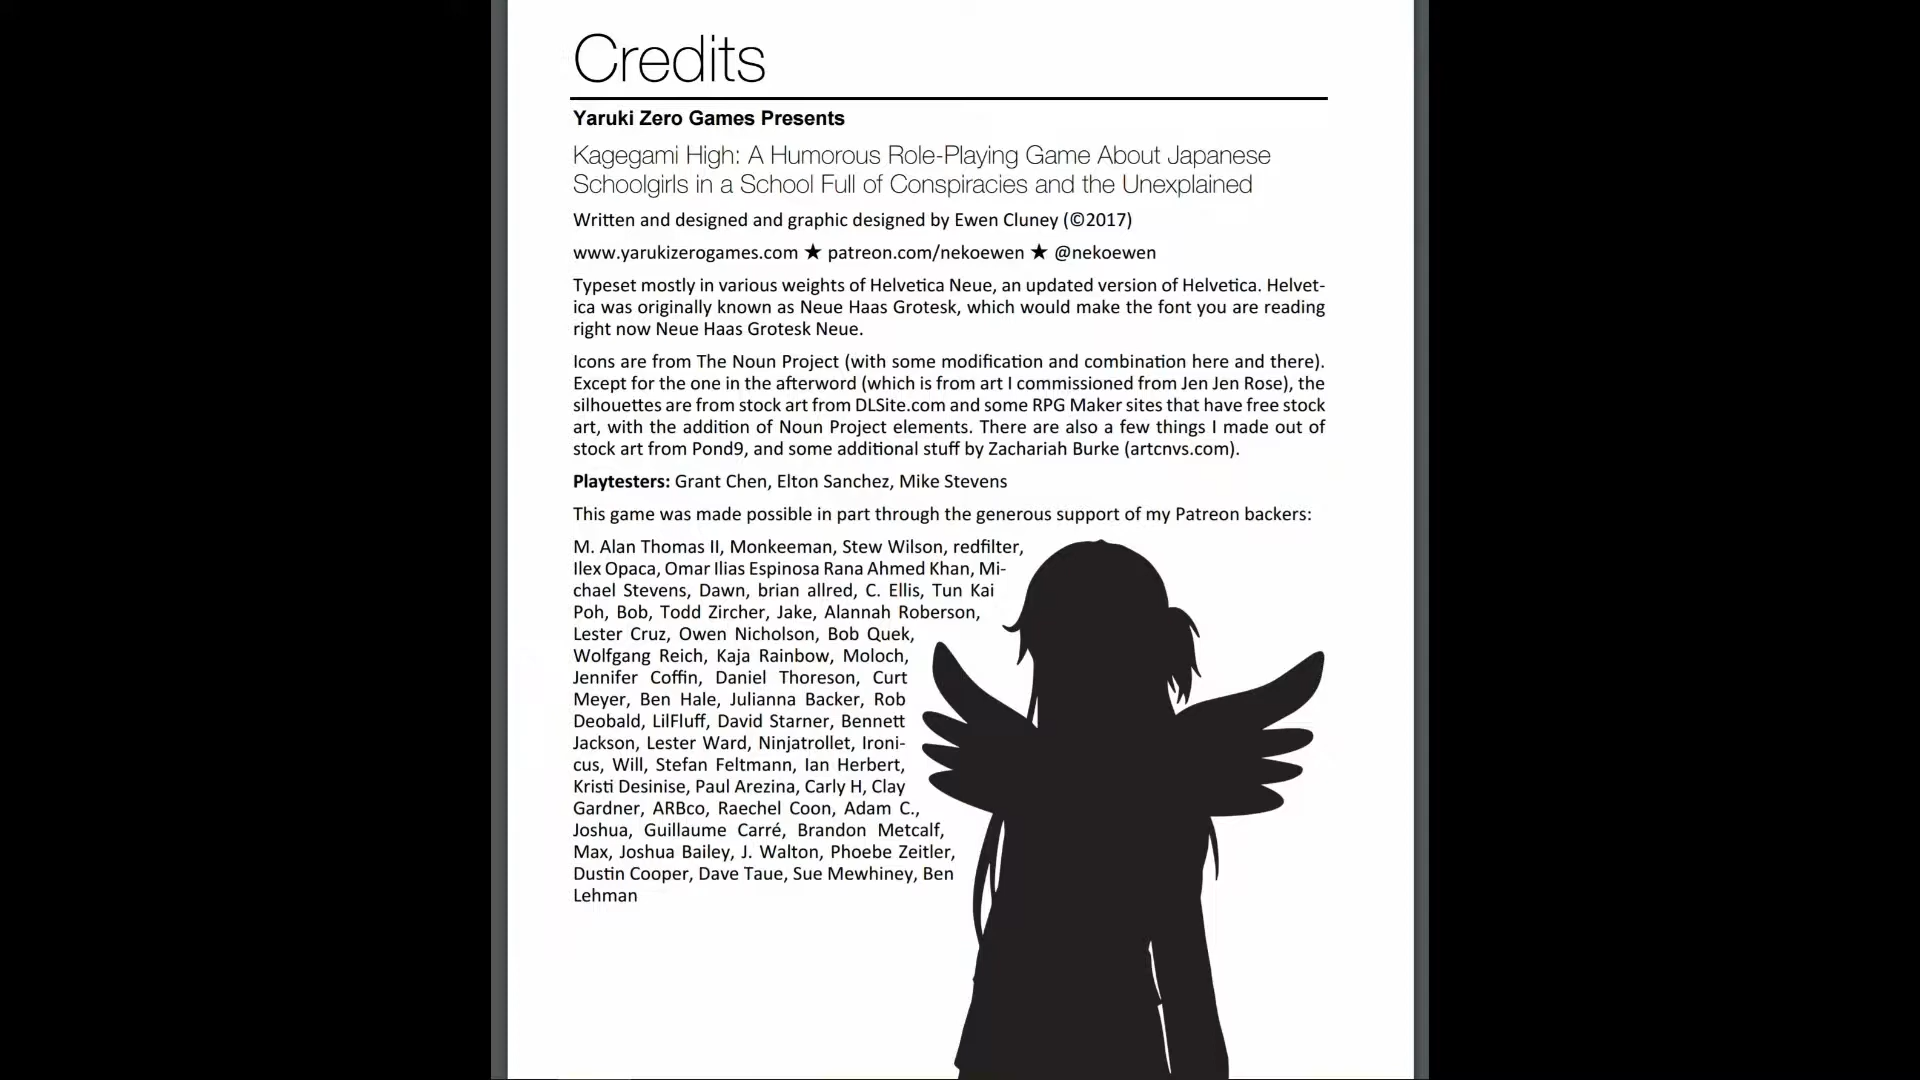 Credits
Yaruki Zero Games Presents
Kagegami High: A Humorous Role-Playing Game About Japanese
Schoolgirls in a School Full of Conspiracies and the Unexplained
Written and designed and graphic designed by Ewen Cluney (©2017)
www.yarukizerogames.com ★ patreon.com/nekoewen ★ @nekoewen
Typeset mostly in various weights of Helvetica Neue, an updated version of Helvetica. Helvet-
ica was originally known as Neue Haas Grotesk, which would make the font you are reading
right now Neue Haas Grotesk Neue.
Icons are from The Noun Project (with some modification and combination here and there).
Except for the one in the afterword (which is from art I commissioned from Jen Jen Rose), the
silhouettes are from stock art from DLSite.com and some RPG Maker sites that have free stock
art, with the addition of Noun Project elements. There are also a few things I made out of
stock art from Pond9, and some additional stuff by Zachariah Burke (artcnvs.com).
Playtesters: Grant Chen, Elton Sanchez, Mike Stevens
This game was made possible in part through the generous support of my Patreon backers:
M. Alan Thomas II, Monkeeman, Stew Wilson, redfilter,
Ilex Opaca, Omar Ilias Espinosa Rana Ahmed Khan, Mi-
chael Stevens, Dawn, brian allred, C. Ellis, Tun Kai
Poh, Bob, Todd Zircher, Jake, Alannah Roberson,
Lester Cruz, Owen Nicholson, Bob Quek,
Wolfgang Reich, Kaja Rainbow, Moloch,
Jennifer Coffin, Daniel Thoreson, Curt
Meyer, Ben Hale, Julianna Backer, Rob
Deobald, LilFluff, David Starner, Bennett
Jackson, Lester Ward, Ninjatrollet, Ironi-
cus, Will, Stefan Feltmann, Ian Herbert,
Kristi Desinise, Paul Arezina, Carly H, Clay
Gardner, ARBco, Raechel Coon, Adam C.,
Joshua, Guillaume Carré, Brandon Metcalf,
Max, Joshua Bailey, J. Walton, Phoebe Zeitler,
Dustin Cooper, Dave Taue, Sue Mewhiney, Ben
Lehman